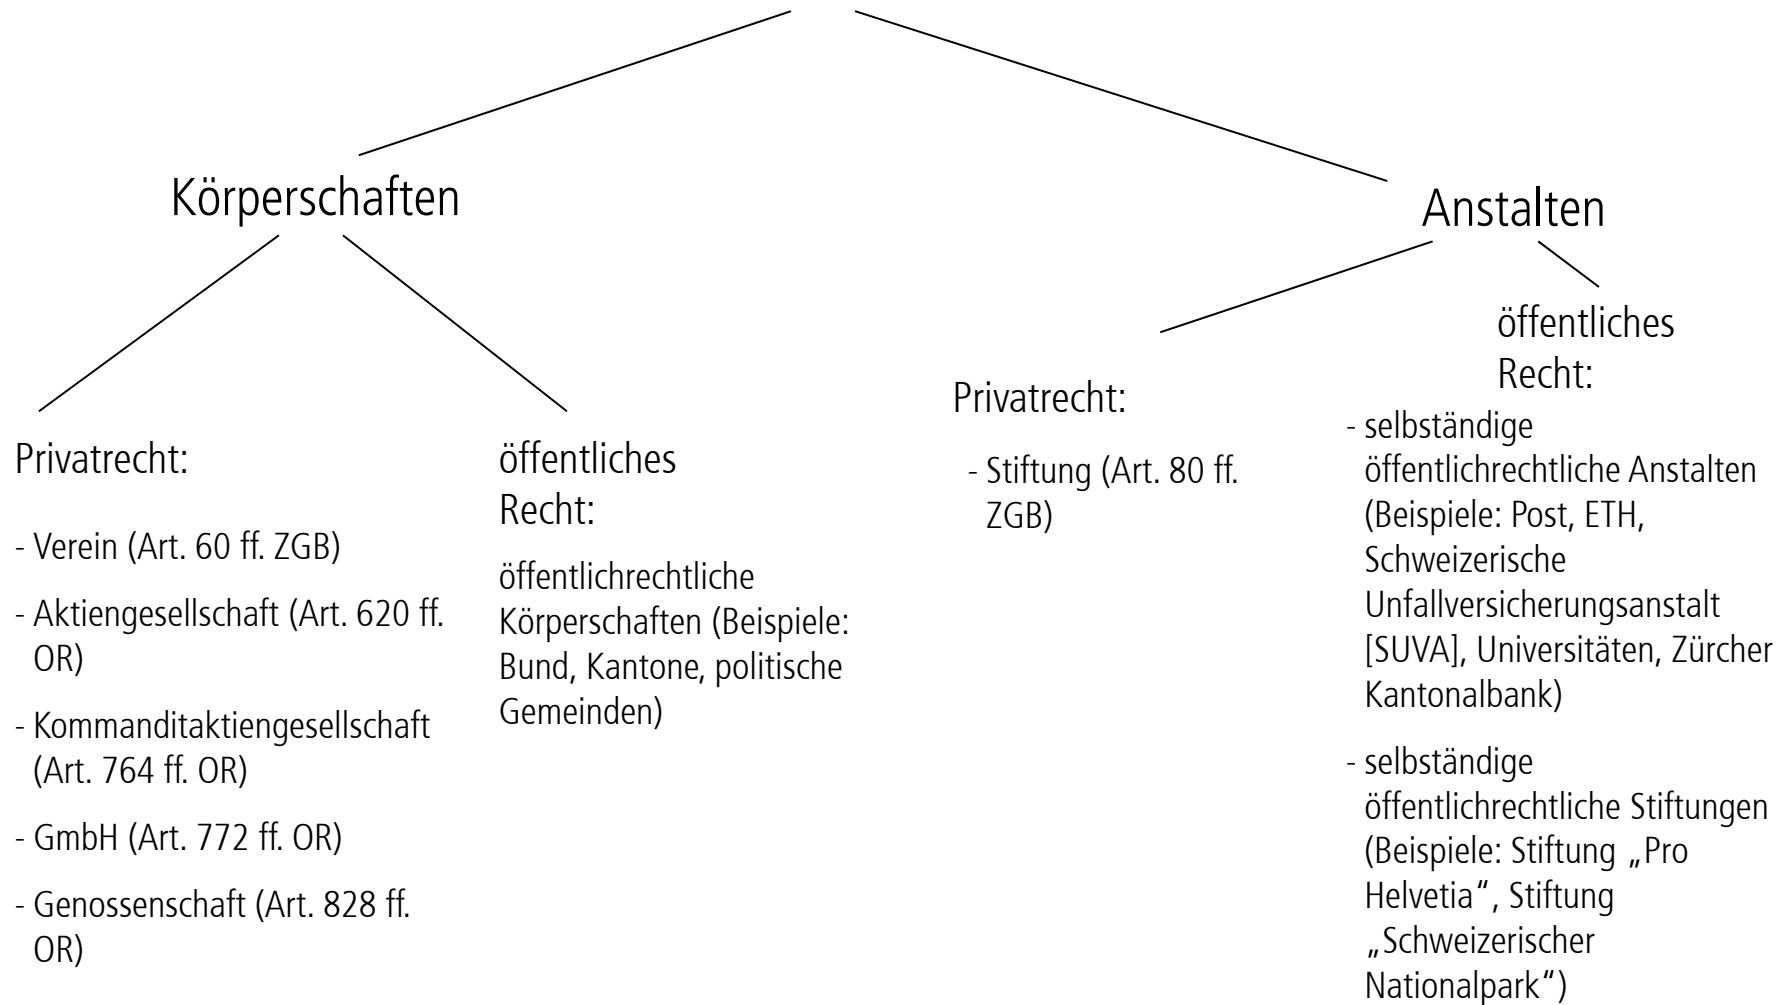 Körperschaften
Privatrecht:
- Verein (Art. 60 ff. ZGB)
- Aktiengesellschaft (Art. 620 ff.
OR)
- Kommanditaktiengesellschaft
(Art. 764 ff. OR)
- GmbH (Art. 772 ff. OR)
- Genossenschaft (Art. 828 ff.
OR)
öffentliches
Recht:
öffentlichrechtliche
Körperschaften (Beispiele:
Bund, Kantone, politische
Gemeinden)
Anstalten
Privatrecht:
- Stiftung (Art. 80 ff.
ZGB)
öffentliches
Recht:
- selbständige
öffentlichrechtliche Anstalten
(Beispiele: Post, ETH,
Schweizerische
Unfallversicherungsanstalt
[SUVA], Universitäten, Zürcher
Kantonalbank)
- selbständige
öffentlichrechtliche Stiftungen
(Beispiele: Stiftung „Pro
Helvetia“, Stiftung
„Schweizerischer
Nationalpark“)